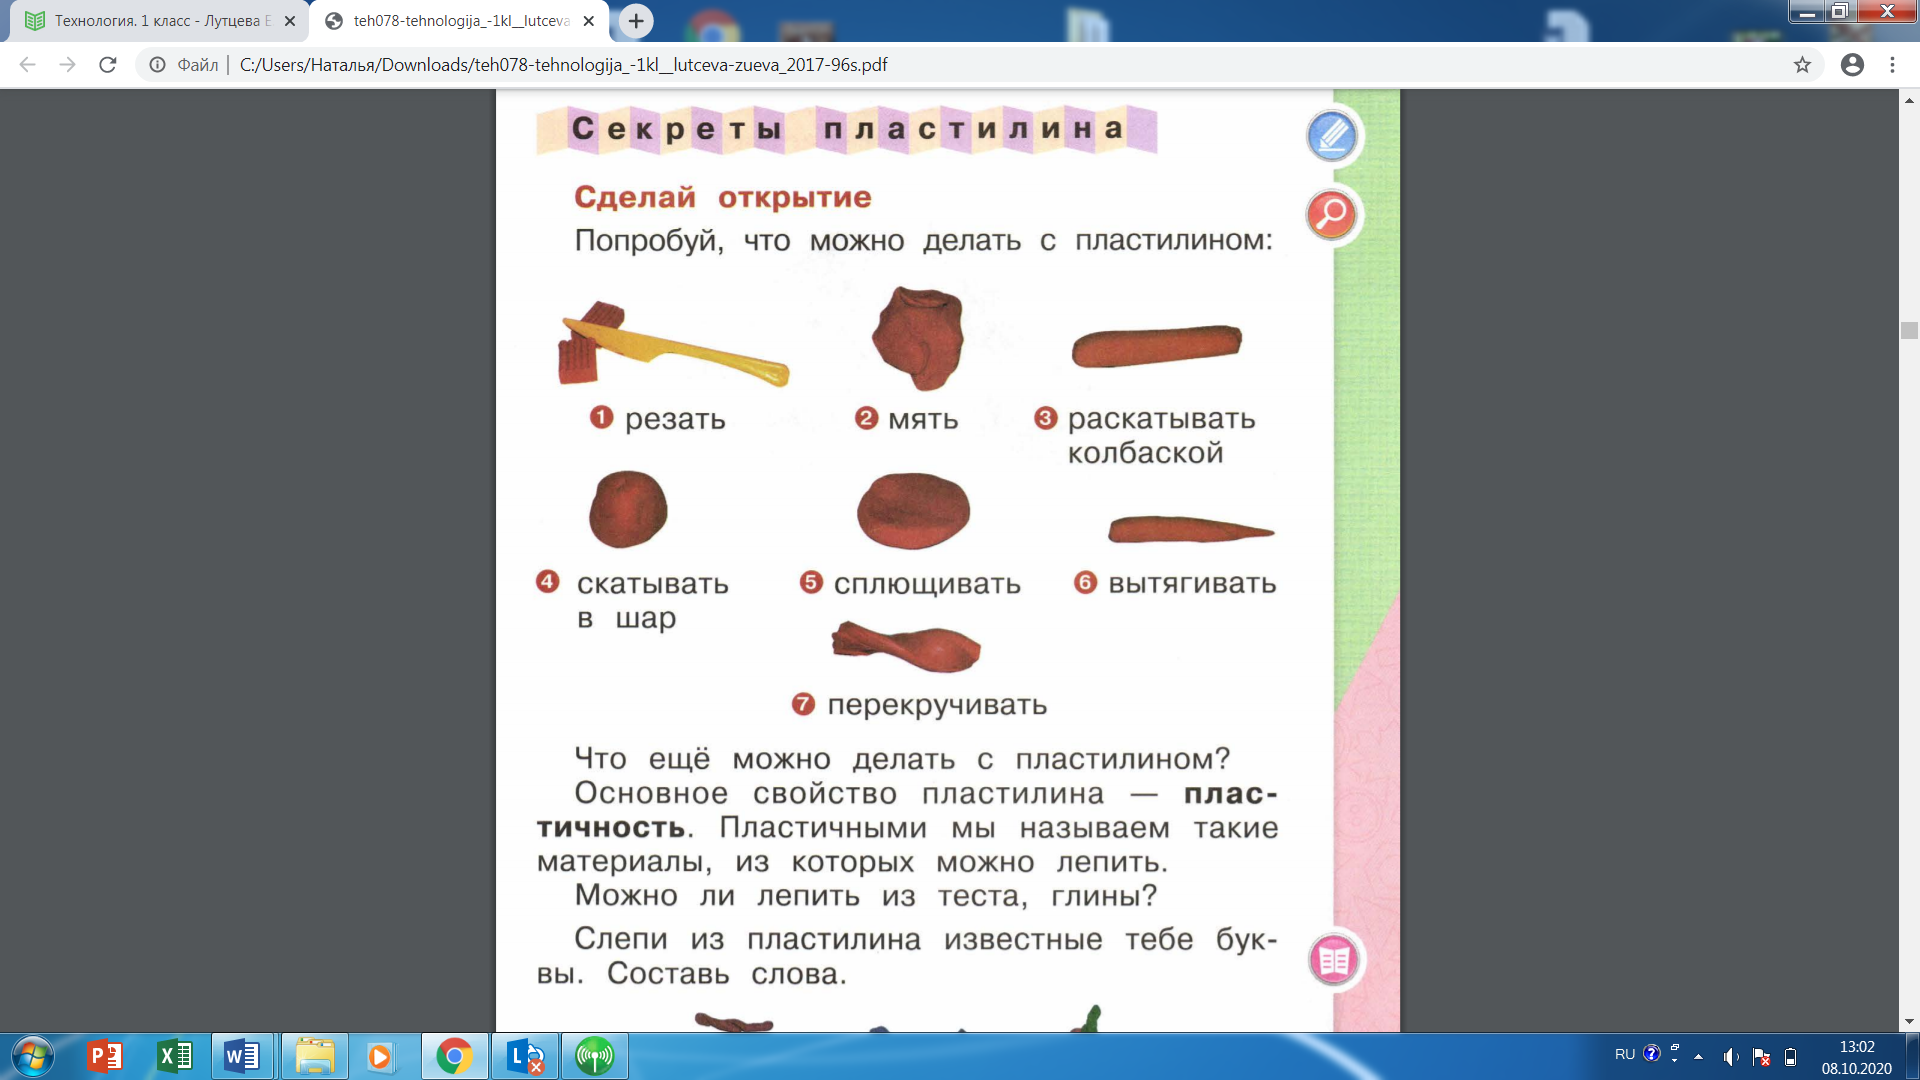 Технология. 1 класс - Лутцева Е
teh078-tehnologija_-1kl__lutceva
Файл
C:/Users/Наталья/Downloads/teh078-tehnologija_-1kl__lutceva-zueva_2017-96s.pdf
Секреты пластилина
Сделай открытие
Попробуй, что можно делать с пластилином:
1 резать
2 мять
3 раскатывать
колбаской
4 скатывать
в шар
5 сплющивать
6 вытягивать
7 перекручивать
Что ещё можно делать с пластилином?
Основное свойство пластилина — плас-
тичность. Пластичными мы называем такие
материалы, из которых можно лепить.
Можно ли лепить из теста, глины?
Слепи из пластилина известные тебе бук-
вы. Составь слова.
RU
13:02
08.10.2020